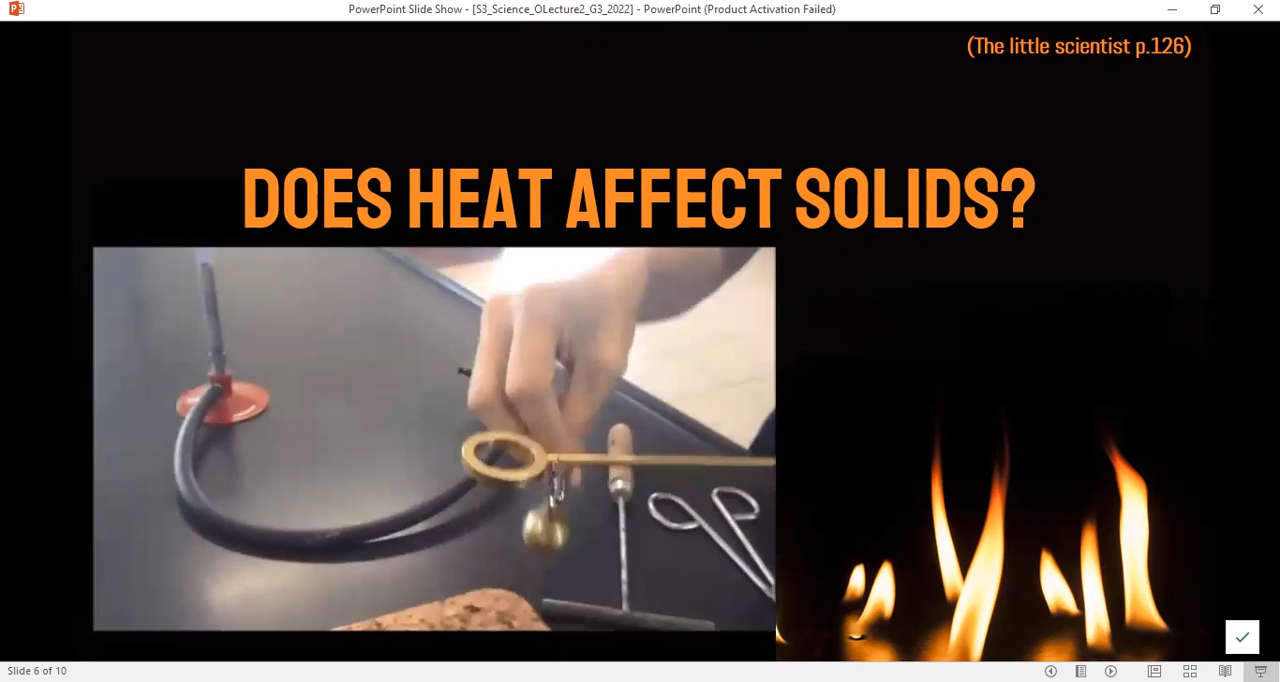 PowerPoint Slide Show - [S3_Science_OLecture2_G3_2022] - PowerPoint (Product Activation Failed)
(The little scientist p.126)
DOES HEAT AFFECT SOLIDS?
Slide 6 of 10